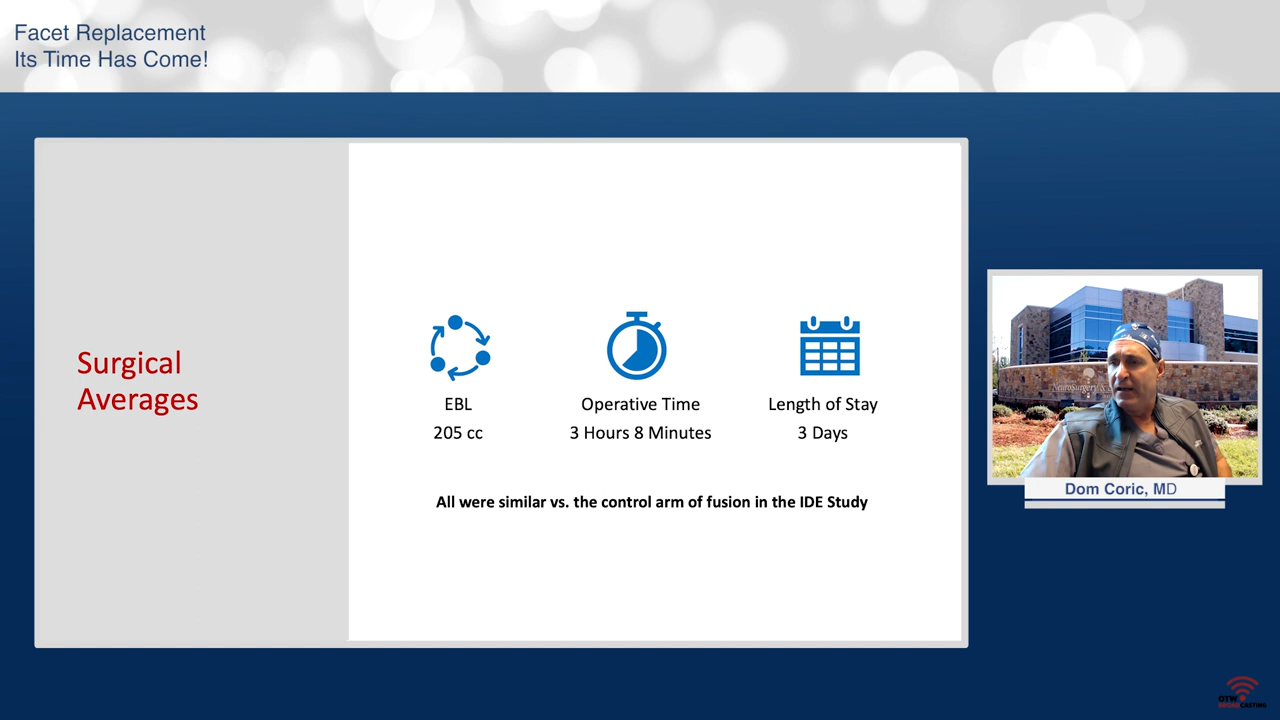 Facet Replacement
Its Time Has Come!
Surgical
Averages
EBL
205 cc
Operative Time
3 Hours 8 Minutes
Length of Stay
3 Days
All were similar vs. the control arm of fusion in the IDE Study
Dom Coric, MD
OTW
BROADCASTING